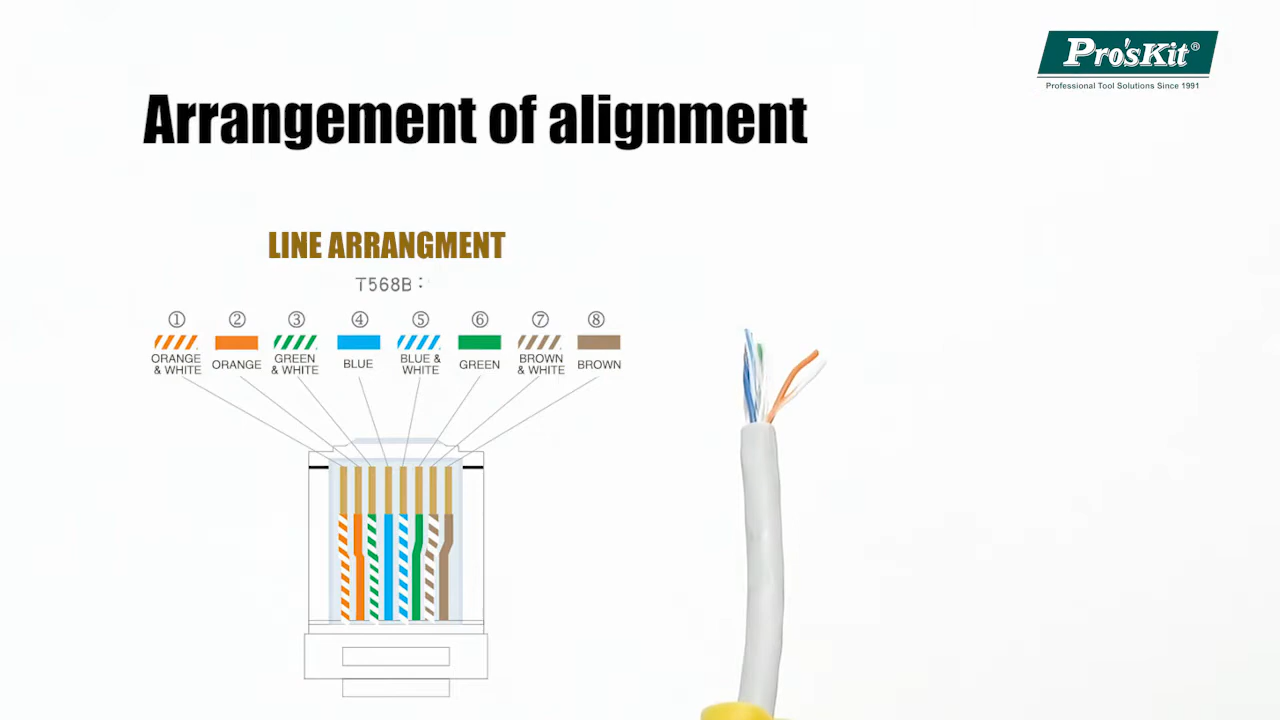 Pro'sKit®
Professional Tool Solutions Since 1991
Arrangement of alignment
LINE ARRANGMENT
T568B:
① ② ③ ④ ⑤ ⑥ ⑦ ⑧
ORANGE & WHITE
ORANGE
GREEN & WHITE
BLUE
BLUE & WHITE
GREEN
BROWN & WHITE
BROWN